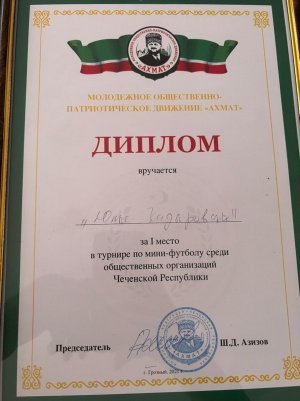 «АХМАТ»
МОЛОДЕЖНОЕ ОБЩЕСТВЕННО-
ПАТРИОТИЧЕСКОЕ ДВИЖЕНИЕ «АХМАТ»
ДИПЛОМ
вручается
за I место
в турнире по мини-футболу среди
общественных организаций
Чеченской Республики
Председатель
Ш.Д. Азизов
АХМАТ
г. Грозный,